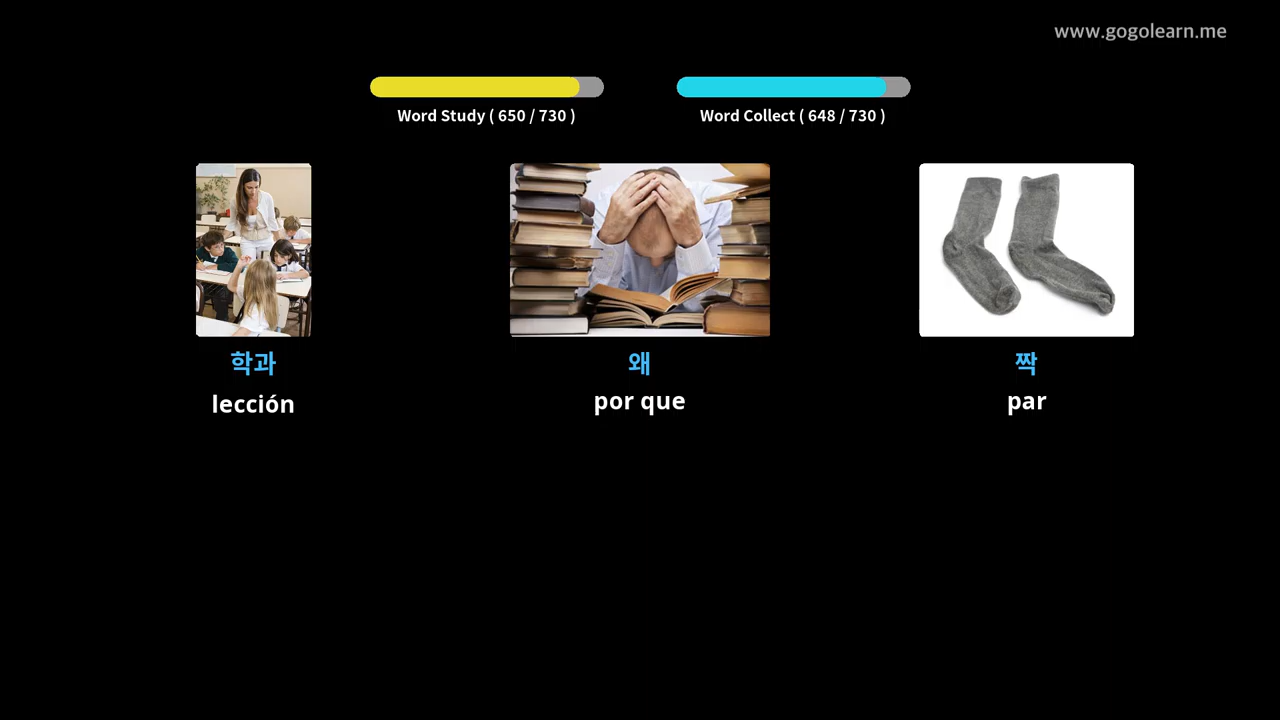 www.gogolearn.me
Word Study ( 650 / 730 )
Word Collect ( 648 / 730 )
학과
lección
왜
por que
짝
par